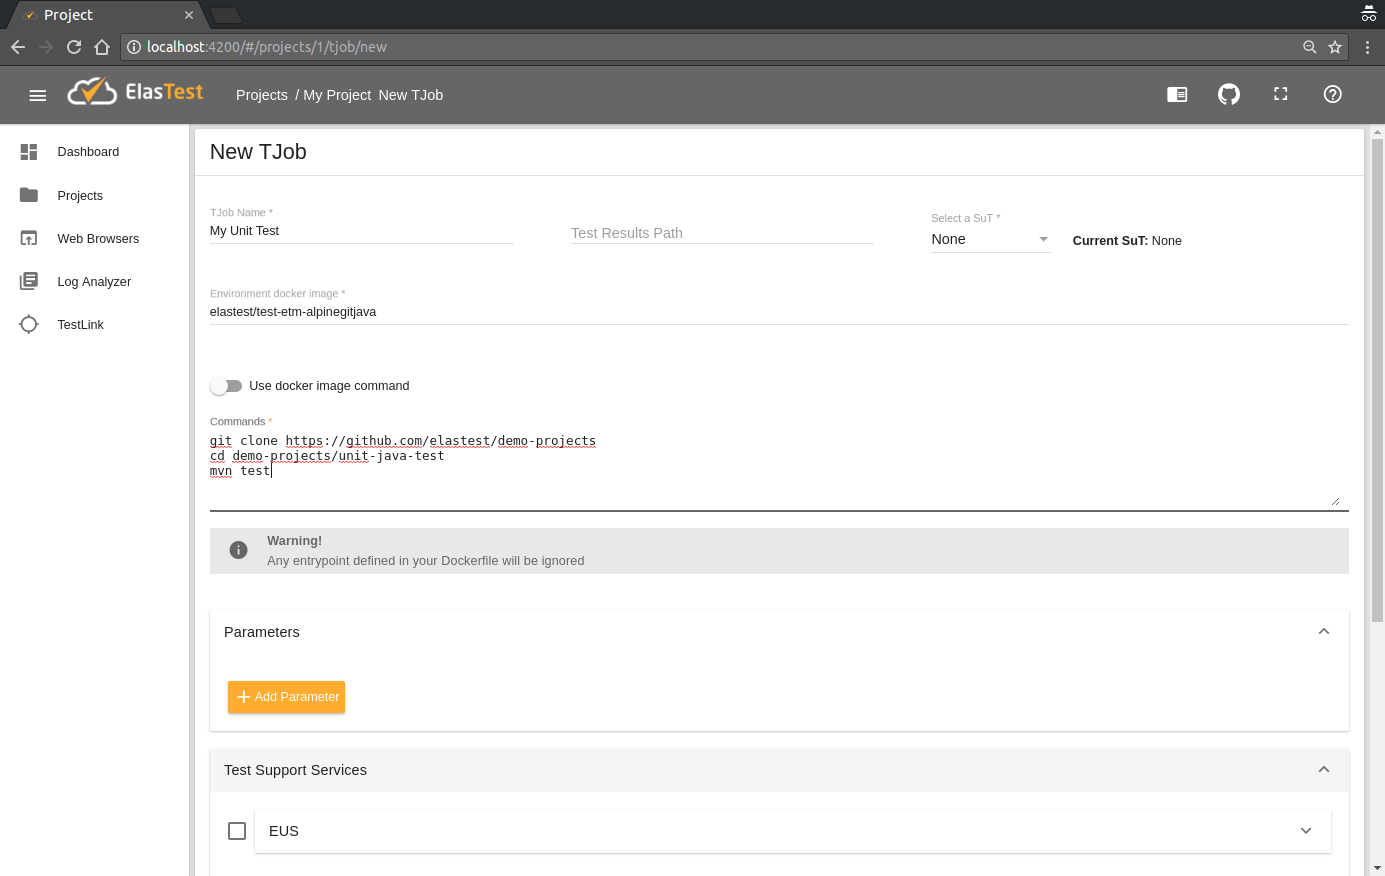 Project
localhost:4200/#/projects/1/tjob/new
ElasTest
Projects / My Project New TJob
Dashboard
Projects
Web Browsers
Log Analyzer
TestLink
New TJob
TJob Name *
My Unit Test
Test Results Path
Select a SuT *
None
Current SuT: None
Environment docker image *
elastest/test-etm-alpinegitjava
Use docker image command
Commands *
git clone https://github.com/elastest/demo-projects
cd demo-projects/unit-java-test
mvn test
Warning!
Any entrypoint defined in your Dockerfile will be ignored
Parameters
Add Parameter
Test Support Services
EUS